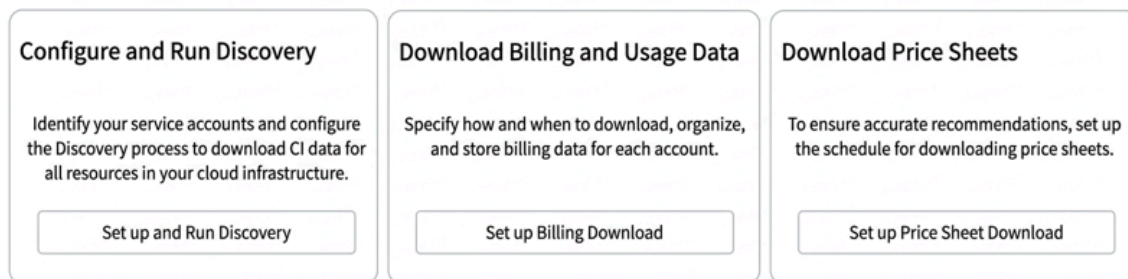 Configure and Run Discovery
Identify your service accounts and configure
the Discovery process to download CI data for
all resources in your cloud infrastructure.
Set up and Run Discovery
Download Billing and Usage Data
Specify how and when to download, organize,
and store billing data for each account.
Set up Billing Download
Download Price Sheets
To ensure accurate recommendations, set up
the schedule for downloading price sheets.
Set up Price Sheet Download